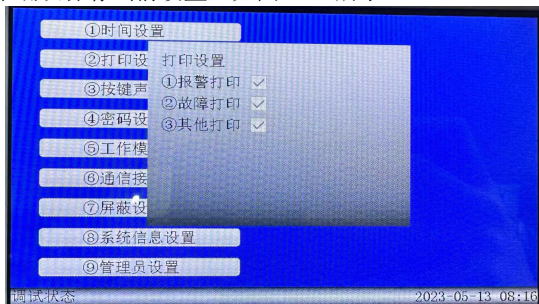 ①时间设置
②打印设
③按键声
④密码设
⑤工作模
⑥通信接
⑦屏蔽设
⑧系统信息设置
⑨管理员设置
打印设置
①报警打印
②故障打印
③其他打印
调试状态
2023-05-13 08:16